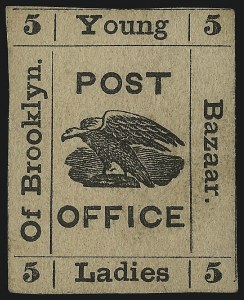 5 Young 5
POST
OFFICE
Of Brooklyn.
Bazaar.
5 Ladies 5